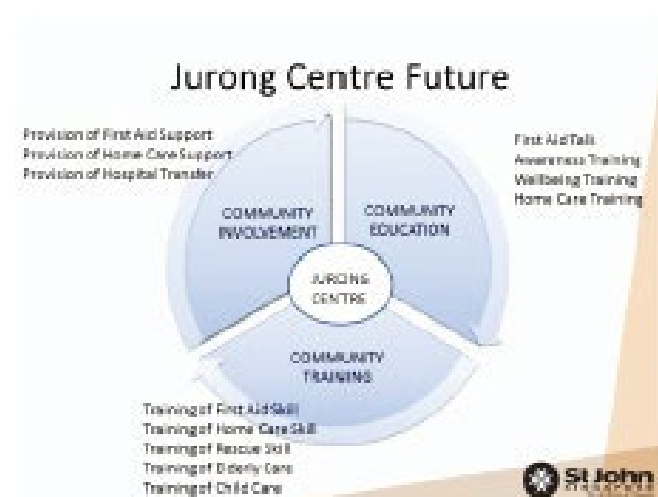 Jurong Centre Future
Provision of First Aid Support
Provision of Home Care Support
Provision of Hospital Transfer
First Aid Talk
Awareness Training
Wellbeing Training
Home Care Training
COMMUNITY
INVOLVEMENT
COMMUNITY
EDUCATION
JURONG
CENTRE
COMMUNITY
TRAINING
Training of First Aid Skill
Training of Home Care Skill
Training of Rescue Skill
Training of Elderly Care
Training of Child Care
St John
SINGAPORE